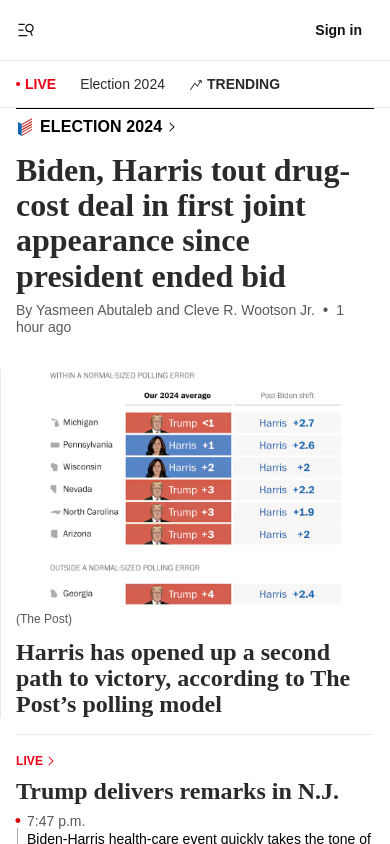 Sign in
LIVE Election 2024 TRENDING
ELECTION 2024
Biden, Harris tout drug-
cost deal in first joint
appearance since
president ended bid
By Yasmeen Abutaleb and Cleve R. Wootson Jr. • 1
hour ago
WITHIN A NORMAL-SIZED POLLING ERROR
Our 2024 average Post-Biden shift
Michigan Trump <1 Harris +2.7
Pennsylvania Harris +1 Harris +2.6
Wisconsin Harris +2 Harris +2
Nevada Trump +3 Harris +2.2
North Carolina Trump +3 Harris +1.9
Arizona Trump +3 Harris +2
OUTSIDE A NORMAL-SIZED POLLING ERROR
Georgia Trump +4 Harris +2.4
(The Post)
Harris has opened up a second
path to victory, according to The
Post’s polling model
LIVE
Trump delivers remarks in N.J.
7:47 p.m.
Biden-Harris health-care event quickly takes the tone of